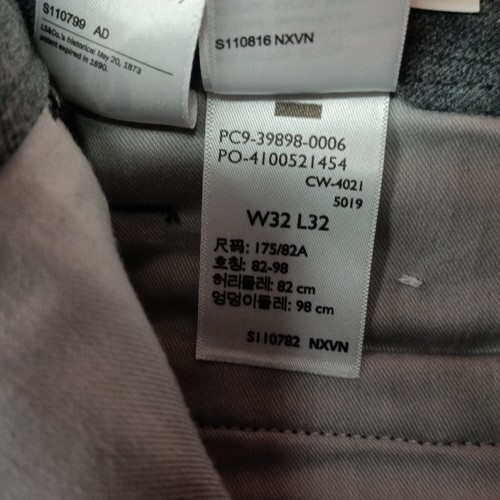 S110799 AD
LS&Co.'s historical May 20, 1873
patent expired in 1890.
S110816 NXVN
PC9-39898-0006
PO-4100521454
CW-4021
5019
W32 L32
尺码: 175/82A
호칭: 82-98
허리둘레: 82 cm
엉덩이둘레: 98 cm
S110782 NXVN